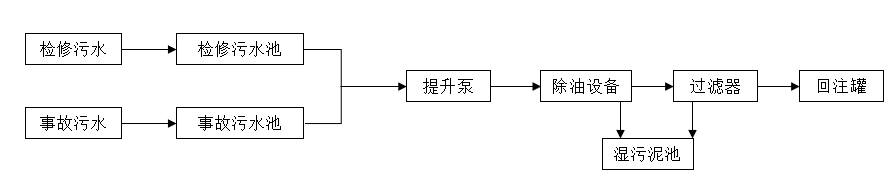 检修污水
检修污水池
提升泵
除油设备
过滤器
回注罐
事故污水
事故污水池
湿污泥池